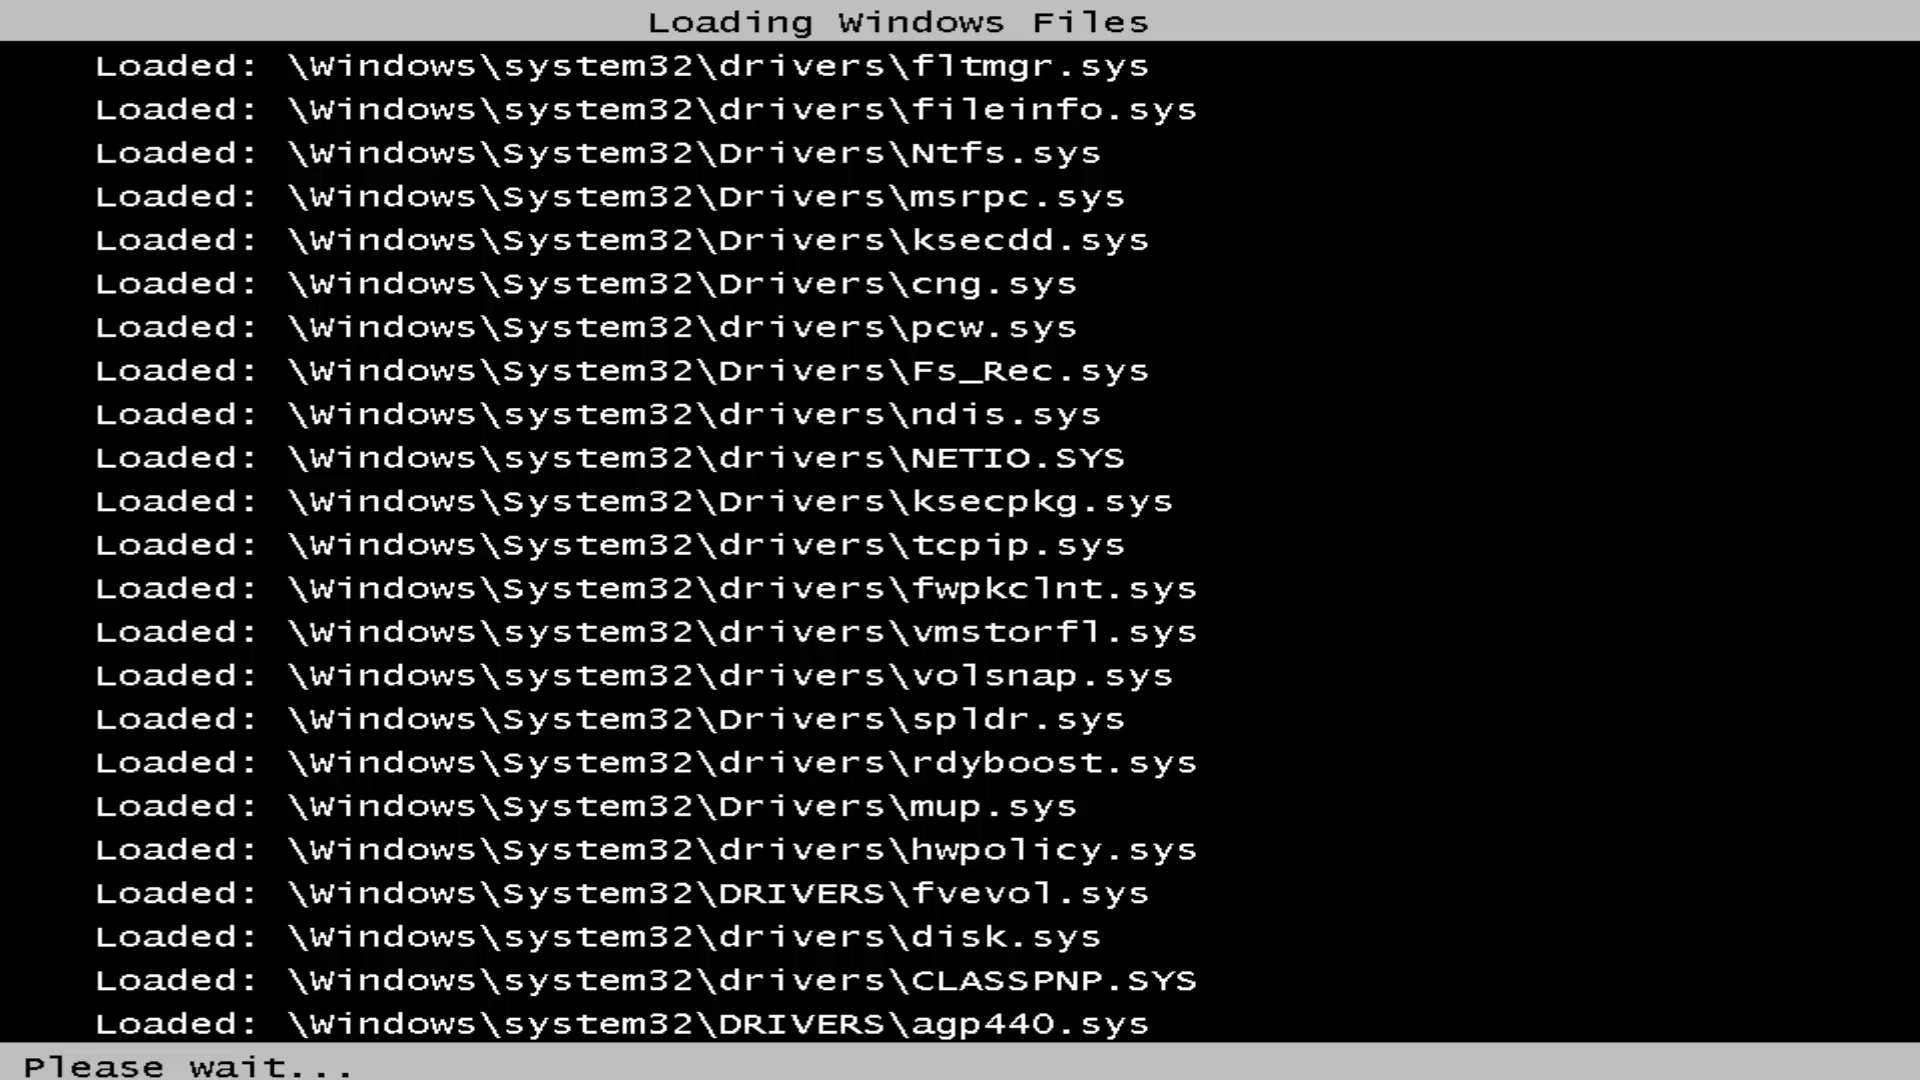 Loading Windows Files
Loaded: \Windows\system32\drivers\fltmgr.sys
Loaded: \Windows\system32\drivers\fileinfo.sys
Loaded: \Windows\System32\Drivers\Ntfs.sys
Loaded: \Windows\System32\Drivers\msrpc.sys
Loaded: \Windows\System32\Drivers\ksecdd.sys
Loaded: \Windows\System32\Drivers\cng.sys
Loaded: \Windows\System32\drivers\pcw.sys
Loaded: \Windows\System32\Drivers\Fs_Rec.sys
Loaded: \Windows\system32\drivers\ndis.sys
Loaded: \Windows\system32\drivers\NETIO.SYS
Loaded: \Windows\System32\Drivers\ksecpkg.sys
Loaded: \Windows\System32\drivers\tcpip.sys
Loaded: \Windows\System32\drivers\fwpkclnt.sys
Loaded: \Windows\system32\drivers\vmstorfl.sys
Loaded: \Windows\system32\drivers\volsnap.sys
Loaded: \Windows\System32\Drivers\spldr.sys
Loaded: \Windows\System32\drivers\rdyboost.sys
Loaded: \Windows\System32\Drivers\mup.sys
Loaded: \Windows\System32\drivers\hwpolicy.sys
Loaded: \Windows\System32\DRIVERS\fvevol.sys
Loaded: \Windows\system32\drivers\disk.sys
Loaded: \Windows\system32\drivers\CLASSPNP.SYS
Loaded: \Windows\system32\DRIVERS\agp440.sys
Please wait...